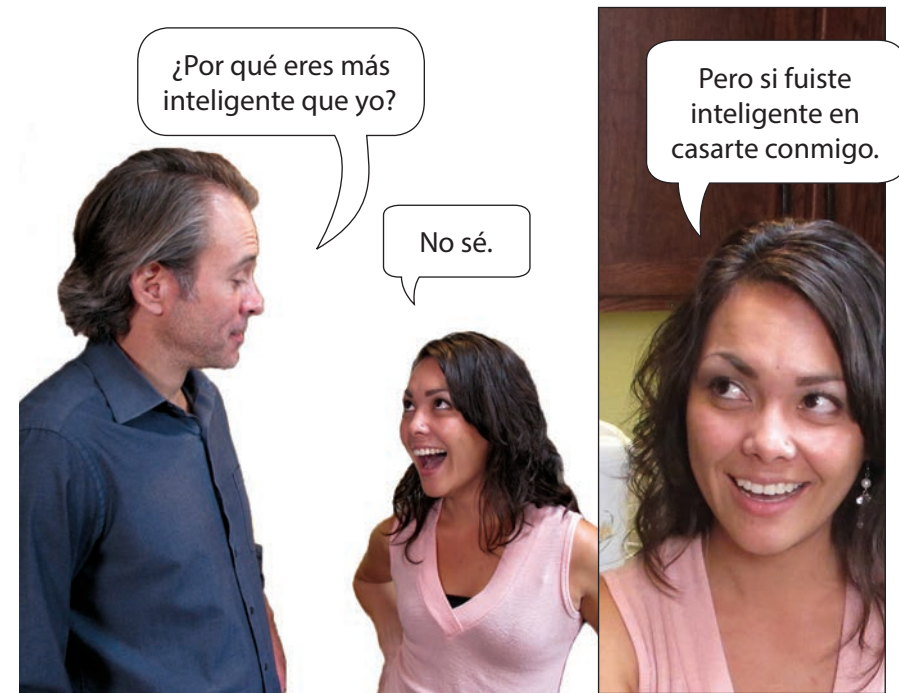 ¿Por qué eres más
inteligente que yo?
No sé.
Pero si fuiste
inteligente en
casarte conmigo.